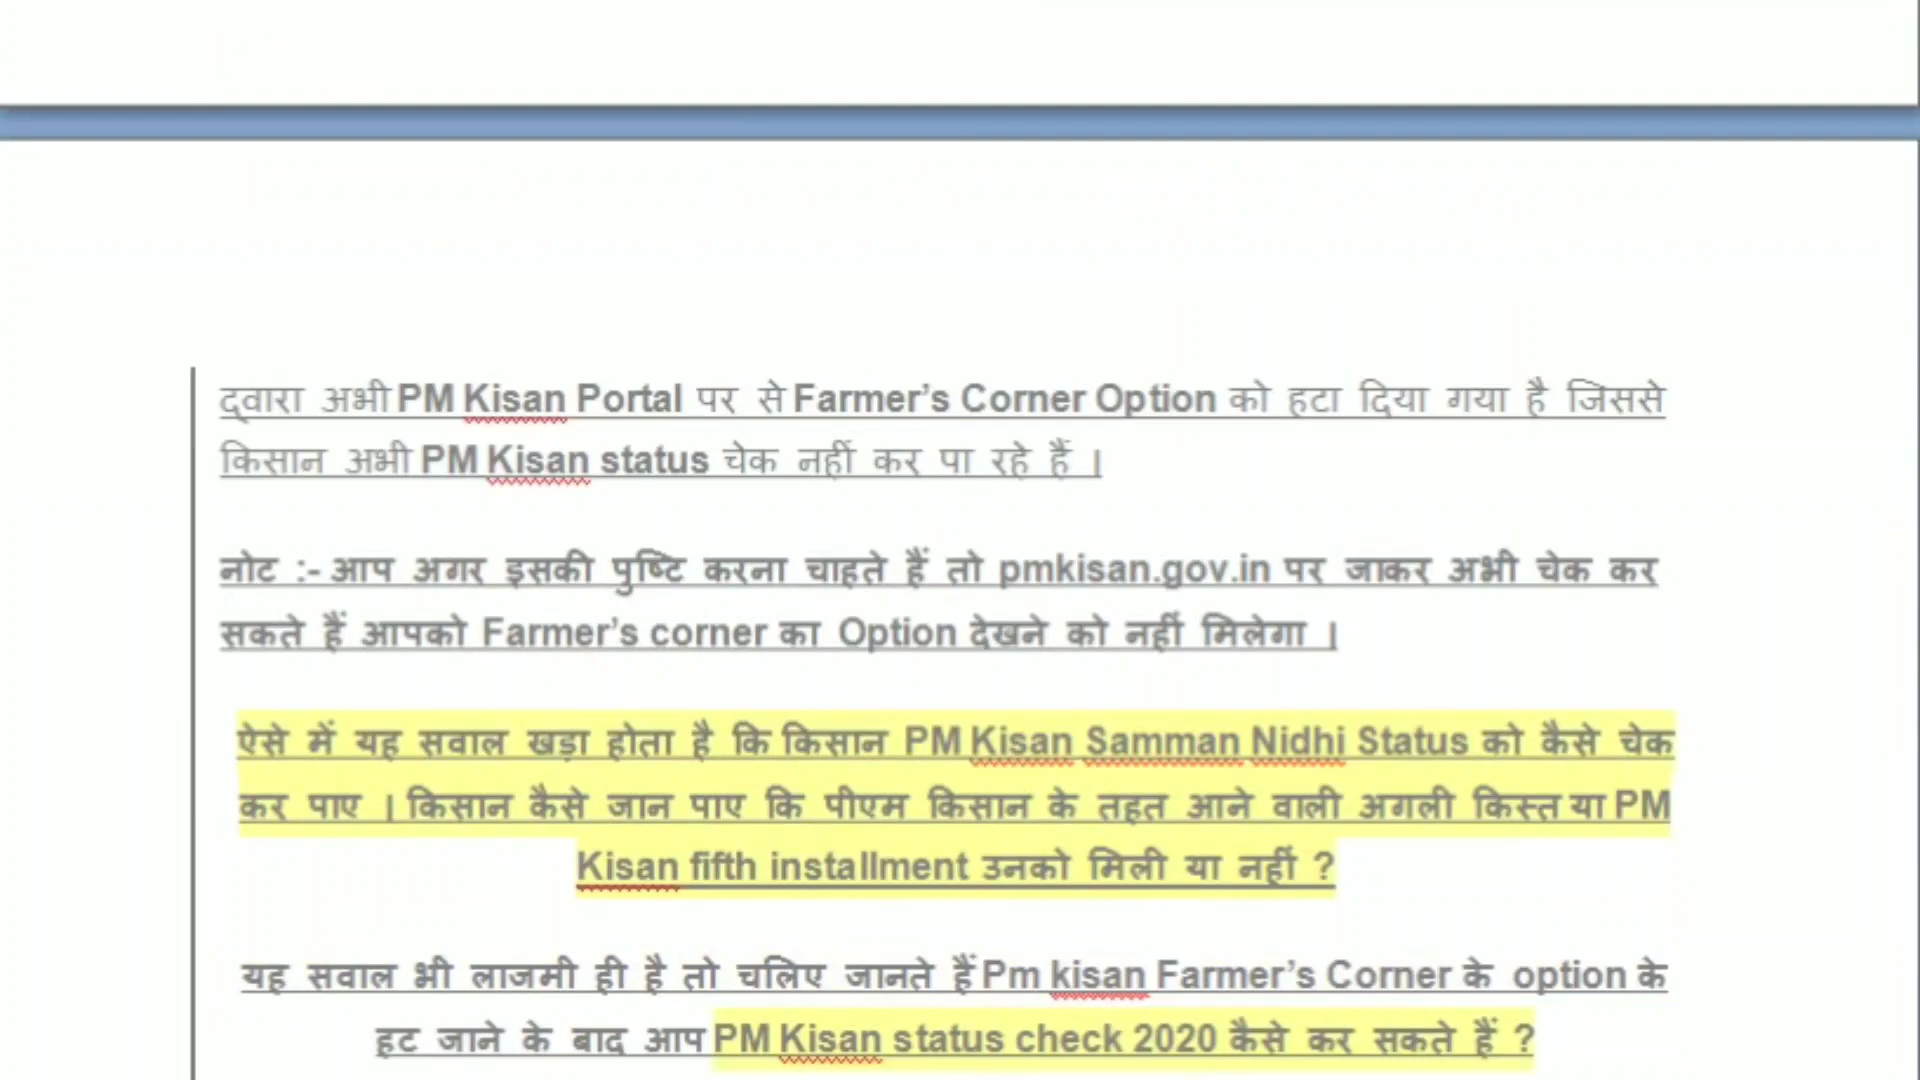 द्वारा अभी PM Kisan Portal पर से Farmer’s Corner Option को हटा दिया गया है जिससे
किसान अभी PM Kisan status चेक नहीं कर पा रहे हैं ।
नोट :- आप अगर इसकी पुष्टि करना चाहते हैं तो pmkisan.gov.in पर जाकर अभी चेक कर
सकते हैं आपको Farmer’s corner का Option देखने को नहीं मिलेगा ।
ऐसे में यह सवाल खड़ा होता है कि किसान PM Kisan Samman Nidhi Status को कैसे चेक
कर पाए । किसान कैसे जान पाए कि पीएम किसान के तहत आने वाली अगली किस्त या PM
Kisan fifth installment उनको मिली या नहीं ?
यह सवाल भी लाजमी ही है तो चलिए जानते हैं Pm kisan Farmer’s Corner के option के
हट जाने के बाद आप PM Kisan status check 2020 कैसे कर सकते हैं ?